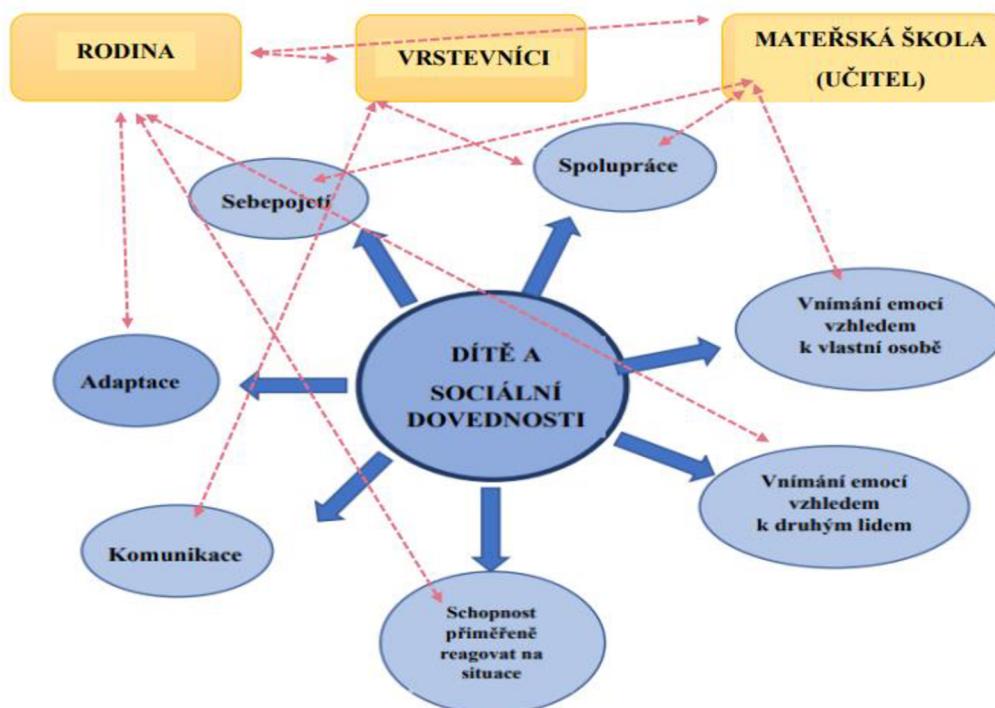 RODINA
VRSTEVNÍCI
MATEŘSKÁ ŠKOLA
(UČITEL)
Sebepojetí
Spolupráce
Vnímání emocí
vzhledem
k vlastní osobě
DÍTĚ A
SOCIÁLNÍ
DOVEDNOSTI
Adaptace
Vnímání emocí
vzhledem
k druhým lidem
Komunikace
Schopnost
přiměřeně
reagovat na
situace